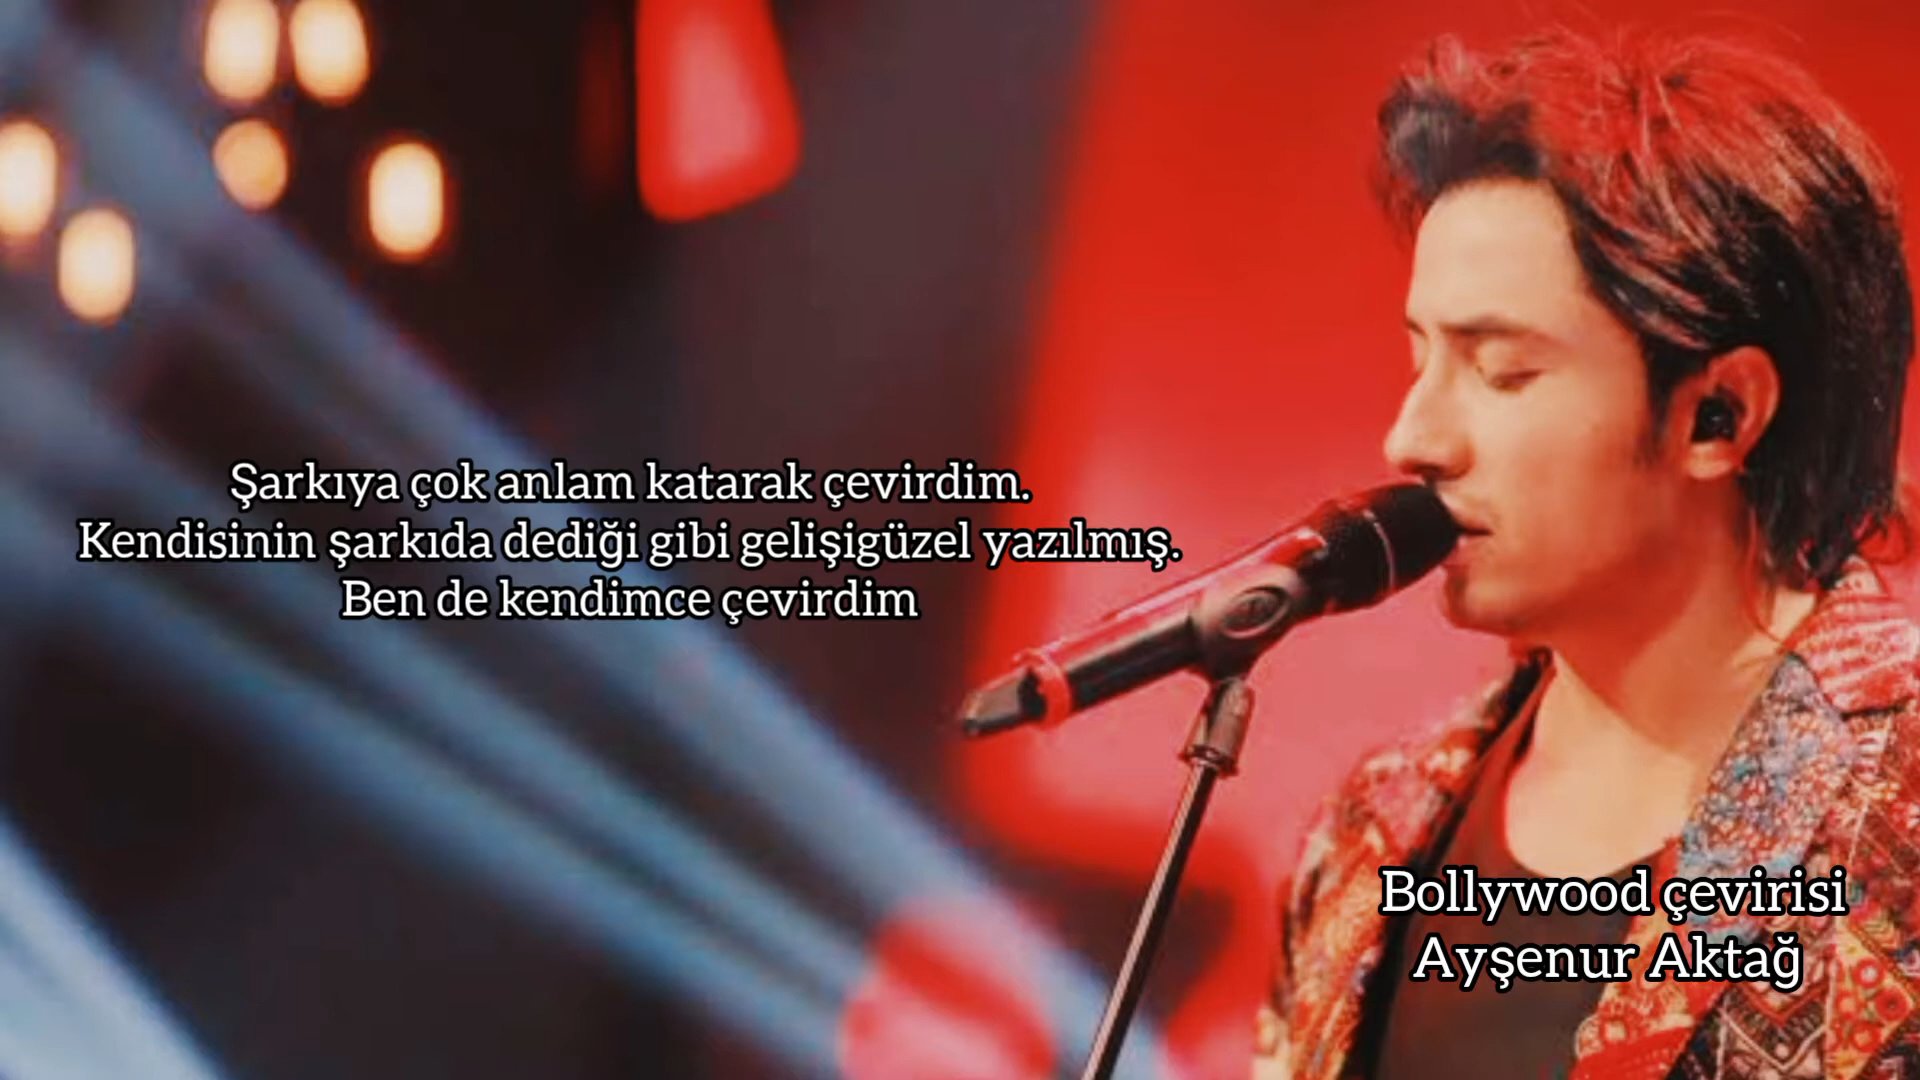 Şarkıya çok anlam katarak çevirdim.
Kendisinin şarkıda dediği gibi gelişigüzel yazılmış.
Ben de kendimce çevirdim
Bollywood çevirisi
Ayşenur Aktağ